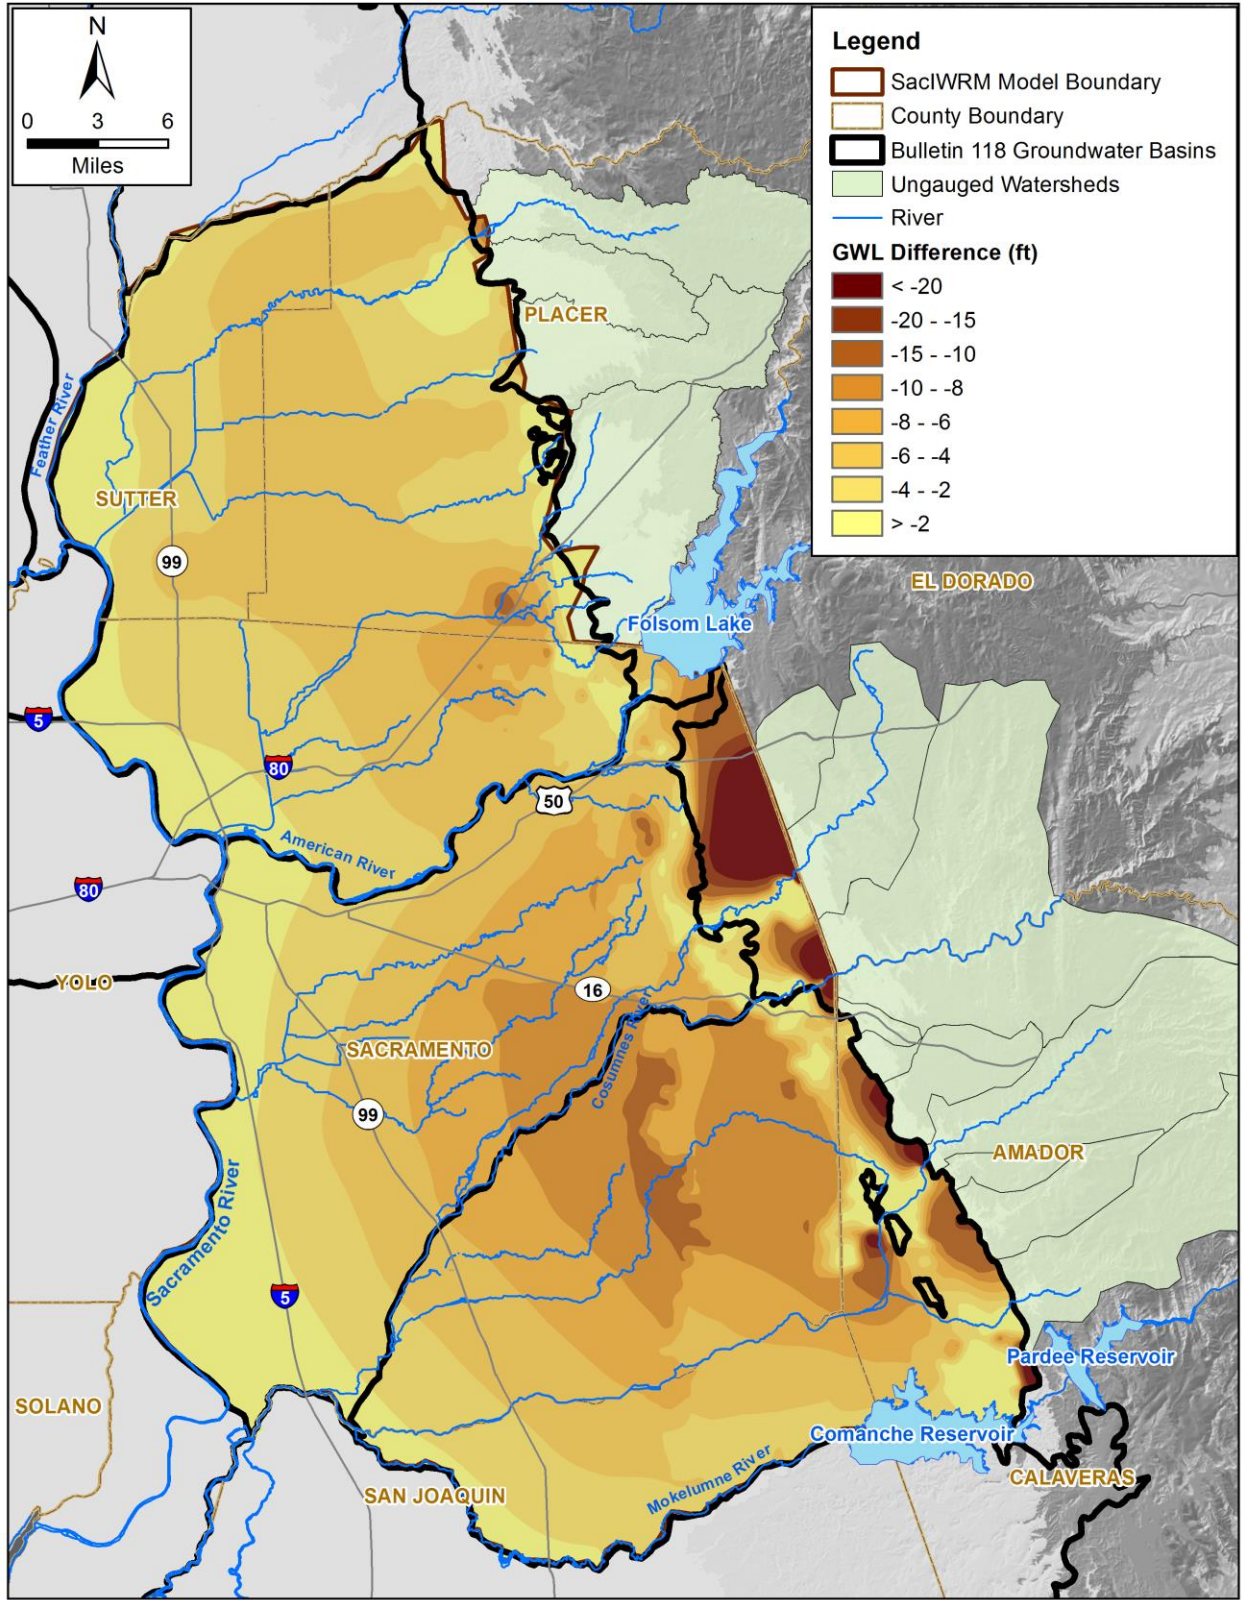 N
0 3 6
Miles
Legend
SacIWRM Model Boundary
County Boundary
Bulletin 118 Groundwater Basins
Ungauged Watersheds
River
GWL Difference (ft)
< -20
-20 - -15
-15 - -10
-10 - -8
-8 - -6
-6 - -4
-4 - -2
> -2
PLACER
Feather River
SUTTER
99
EL DORADO
Folsom Lake
5
80
50
American River
80
YOLO
16
SACRAMENTO
Cosumnes River
99
AMADOR
Sacramento River
5
Pardee Reservoir
SOLANO
Comanche Reservoir
CALAVERAS
SAN JOAQUIN
Mokelumne River